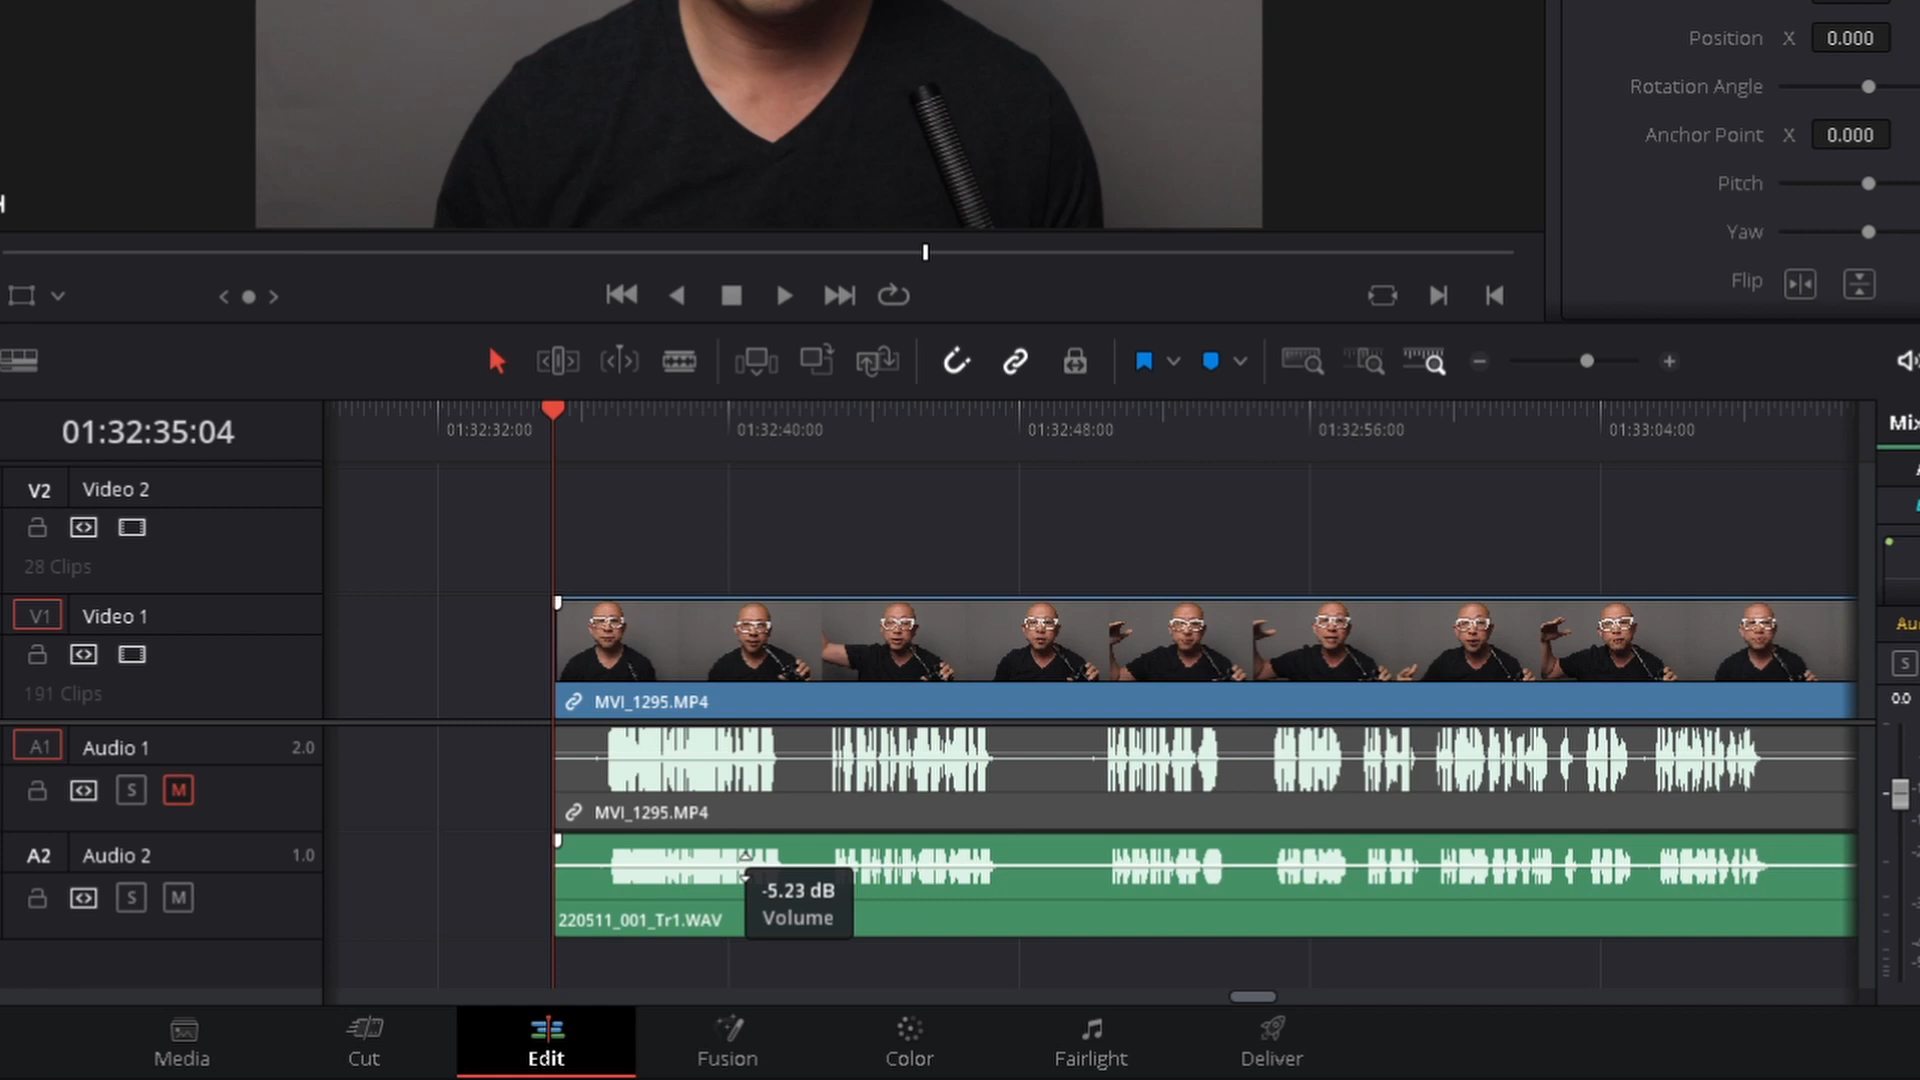 Position X 0.000
Rotation Angle
Anchor Point X 0.000
Pitch
Yaw
Flip
01:32:35:04
01:32:32:00 01:32:40:00 01:32:48:00 01:32:56:00 01:33:04:00
V2 Video 2
28 Clips
V1 Video 1
191 Clips
MVI_1295.MP4
A1 Audio 1 2.0
S M
MVI_1295.MP4
A2 Audio 2 1.0
S M
-5.23 dB
Volume
220511_001_Tr1.WAV
S
0.0
Media Cut Edit Fusion Color Fairlight Deliver